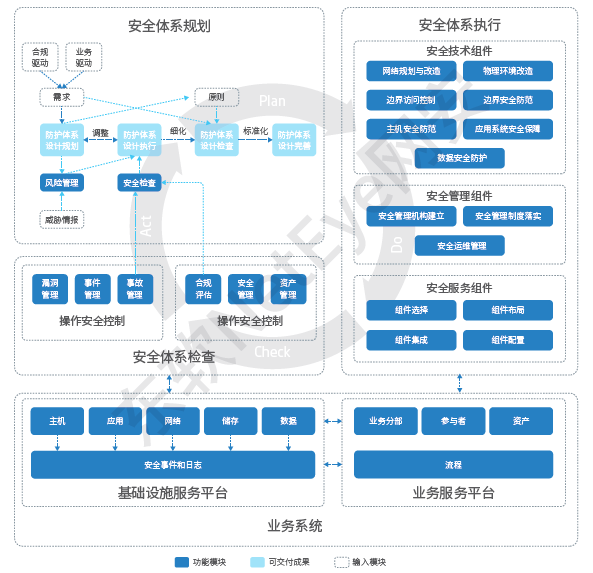 安全体系规划
合规
驱动
业务
驱动
需求
原则
防护体系
设计规划
调整
防护体系
设计执行
细化
防护体系
设计检查
标准化
防护体系
设计完善
风险管理
安全检查
威胁情报
安全体系执行
安全技术组件
网络规划与改造
物理环境改造
边界访问控制
边界安全防范
主机安全防范
应用系统安全保障
数据安全防护
安全管理组件
安全管理机构建立
安全管理制度落实
安全运维管理
安全服务组件
组件选择
组件布局
组件集成
组件配置
Plan
Do
Check
Act
漏洞
管理
事件
管理
事故
管理
操作安全控制
合规
评估
安全
管理
资产
管理
操作安全控制
安全体系检查
主机
应用
网络
储存
数据
安全事件和日志
基础设施服务平台
业务分部
参与者
资产
流程
业务服务平台
业务系统
功能模块
可交付成果
输入模块
东软NetEye网安